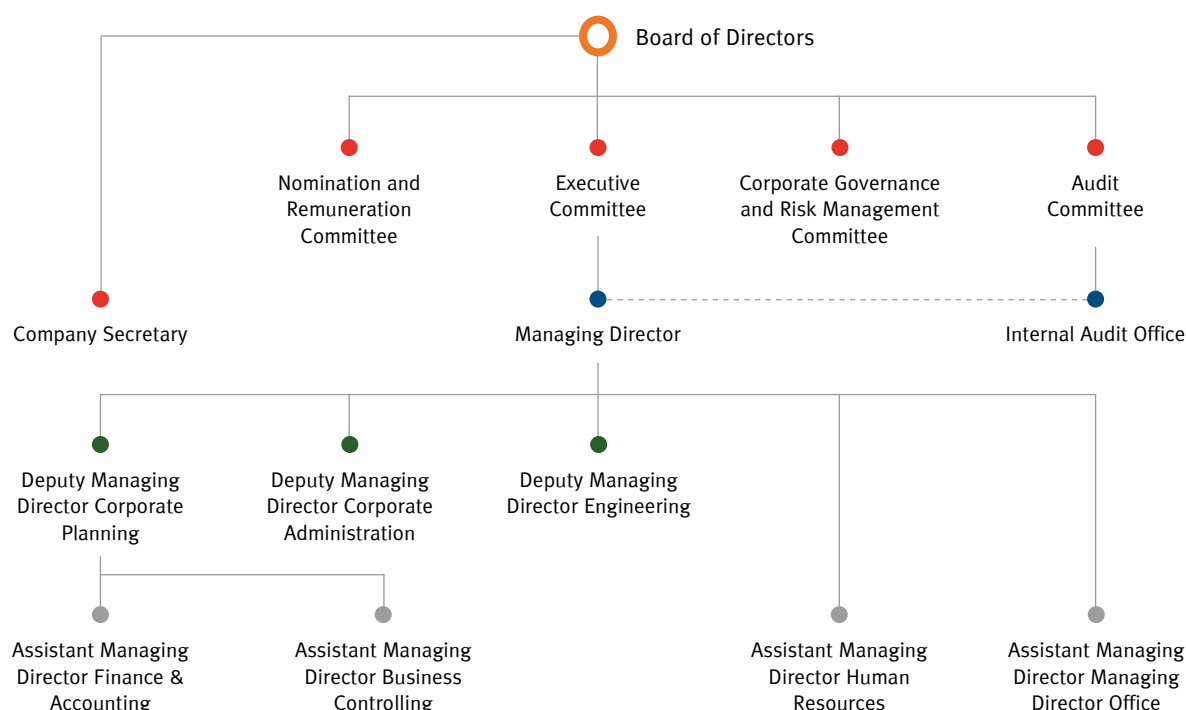 Board of Directors
Nomination and
Remuneration
Committee
Executive
Committee
Corporate Governance
and Risk Management
Committee
Audit
Committee
Company Secretary
Managing Director
Internal Audit Office
Deputy Managing
Director Corporate
Planning
Deputy Managing
Director Corporate
Administration
Deputy Managing
Director Engineering
Assistant Managing
Director Finance &
Accounting
Assistant Managing
Director Business
Controlling
Assistant Managing
Director Human
Resources
Assistant Managing
Director Managing
Director Office